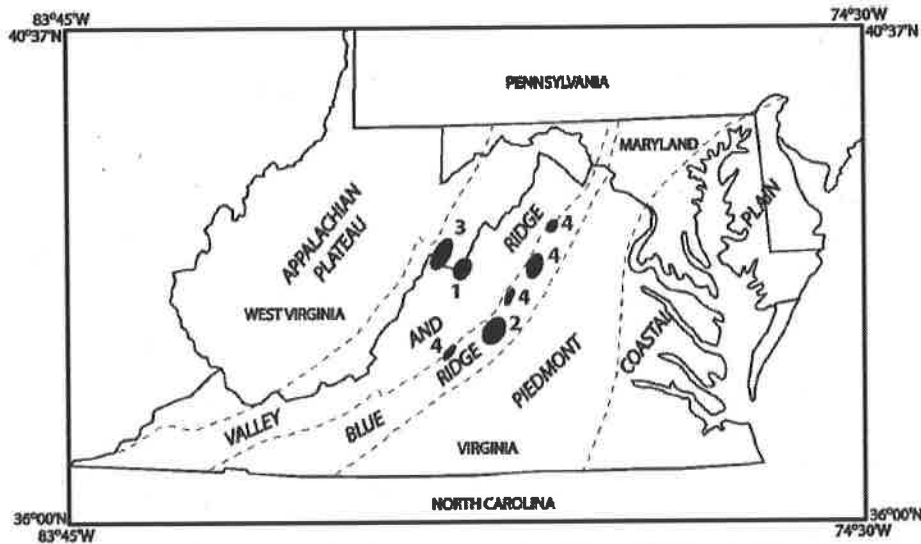 83°45'W
74°30'W
40°37'N
40°37'N
PENNSYLVANIA
MARYLAND
APPALACHIAN
PLATEAU
PLAIN
RIDGE
4
3
4
1
WEST VIRGINIA
4
AND
2
COASTAL
4
RIDGE
PIEDMONT
VALLEY
BLUE
VIRGINIA
NORTH CAROLINA
36°00'N
36°00'N
83°45'W
74°30'W